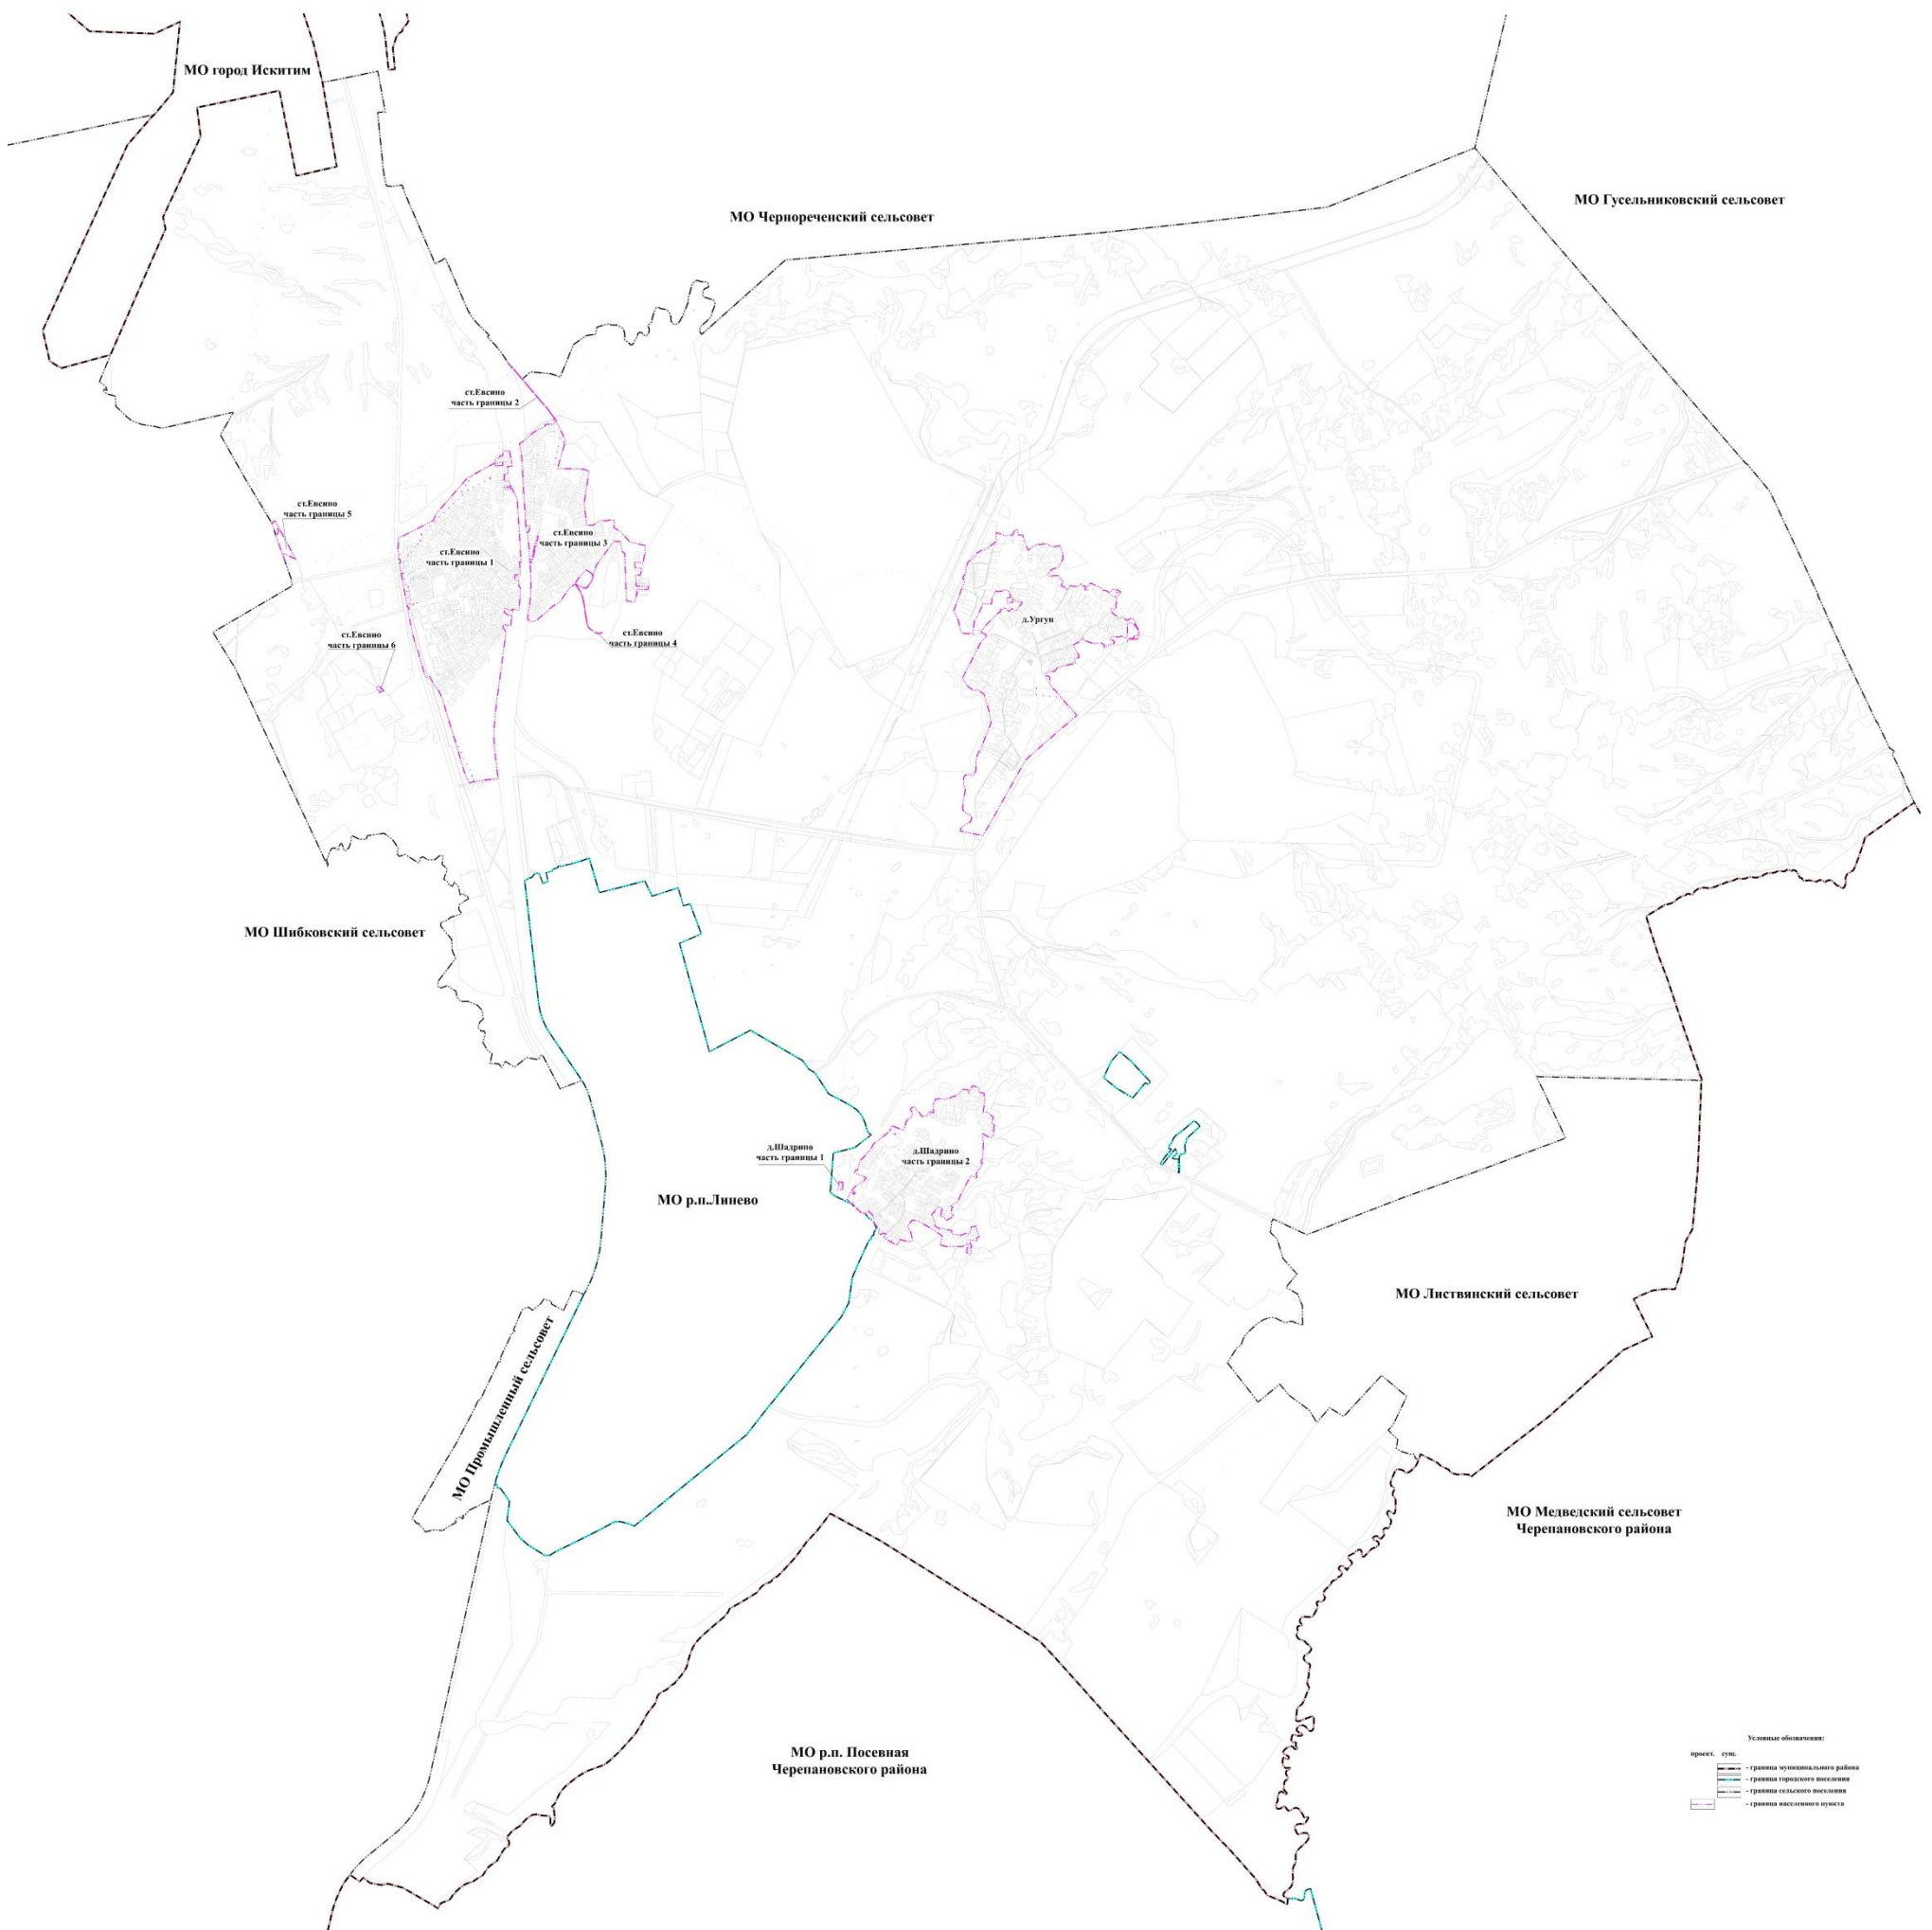 МО город Искитим
МО Гусельниковский сельсовет
МО Чернореченский сельсовет
ст.Евсино
часть границы 2
ст.Евсино
часть границы 5
ст.Евсино
часть границы 3
ст.Евсино
часть границы 1
д.Ургун
ст.Евсино
часть границы 4
ст.Евсино
часть границы 6
МО Шибковский сельсовет
д.Шадрино
часть границы 1
д.Шадрино
часть границы 2
МО р.п.Линево
МО Листвянский сельсовет
МО Промышленный сельсовет
МО Медведский сельсовет
Черепановского района
МО р.п. Посевная
Черепановского района
Условные обозначения:
проект. сущ.
- граница муниципального района
- граница городского поселения
- граница сельского поселения
- граница населенного пункта